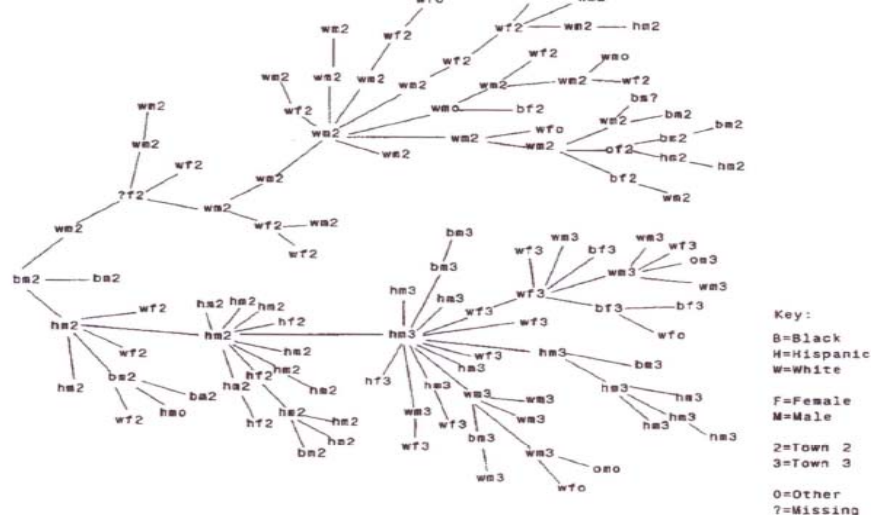 wf2 wm2 hm2
wm2 wf2
wf2 wf2 wmo
wm2 wm2 wm2 wm2 wm2 wm2 wf2
bm?
wm2 wf2 wmo bf2 wm2 bm2
wm2 wm2 wfo bm2 bm2
wm2 wm2 wm2 of2 hm2
wf2 wm2 bf2 hm2
?f2 wm2 wm2
wm2 wf2 wm2 bm3
wf2 wf3 wm3 bf3 wm3 wf3
bm2 bm2 bm3 wm3 om3
hm3 hm3 wf3 wm3
hm2 wf2 hm2 hm2 hm2 wf3 bf3 bf3
Key:
hm2 hf2 hm2 hm3 wf3 wfo
B=Black
wf2 hm2 wf3 hm3 H=Hispanic
bm2 hf2 hm2 hm3 bm3 W=White
hm2 hm2 hm2 hf3 hm3 hm3 hm3
bm2 wm3 wm3 F=Female
wf2 hmo hf2 hm2 hm2 wm3 wf3 wm3 hm3 hm3 M=Male
hm2 wf3 bm3 hm3
bm2 wm3 2=Town 2
wm3 omo 3=Town 3
wfo
O=Other
?=Missing